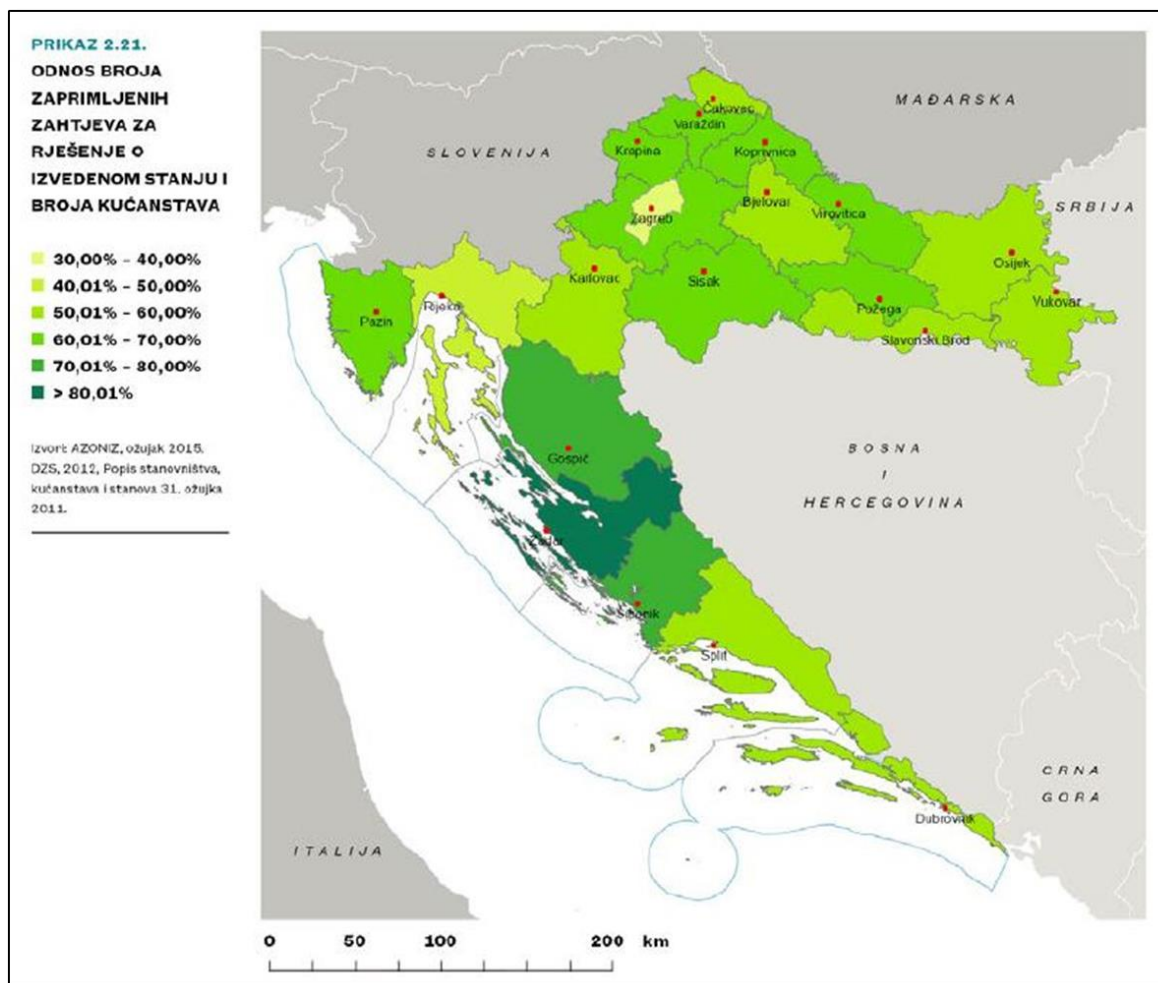 PRIKAZ 2.21.
ODNOS BROJA
ZAPRIMLJENIH
ZAHTJEVA ZA
RJEŠENJE O
IZVEDENOM STANJU I
BROJA KUĆANSTAVA
30,00% – 40,00%
40,01% – 50,00%
50,01% – 60,00%
60,01% – 70,00%
70,01% – 80,00%
> 80,01%
Izvor: AZONIZ, ožujak 2015.
DZS, 2012, Popis stanovništva,
kućanstava i stanova 31. ožujka
2011.
MAĐARSKA
SLOVENIJA
SRBIJA
Čakovec
Varaždin
Krapina
Koprivnica
Bjelovar
Virovitica
Zagreb
Osijek
Karlovac
Sisak
Vukovar
Rijeka
Požega
Pazin
Slavonski Brod
BOSNA
I
HERCEGOVINA
Gospić
Zadar
Šibenik
Split
CRNA
GORA
Dubrovnik
ITALIJA
0 50 100 200 km